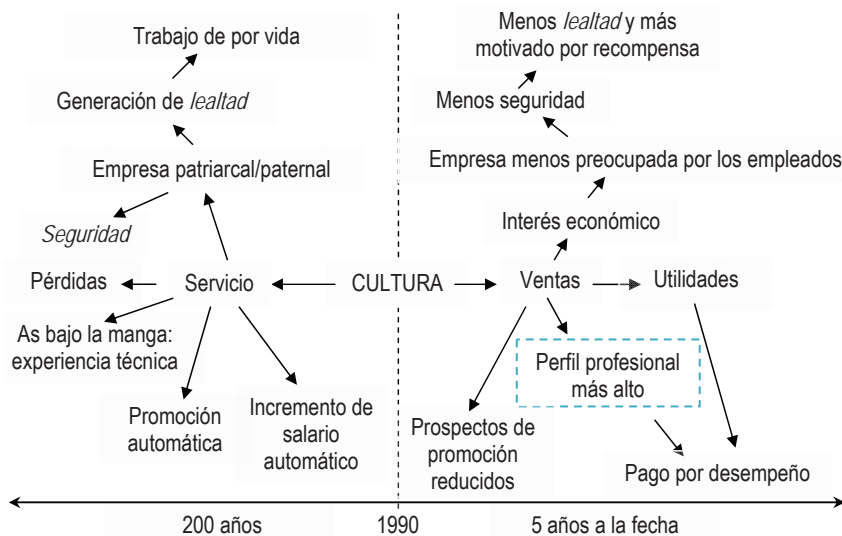 Trabajo de por vida
Generación de lealtad
Empresa patriarcal/paternal
Seguridad
Pérdidas
Servicio
As bajo la manga:
experiencia técnica
Promoción
automática
Incremento de
salario
automático
CULTURA
Menos lealtad y más
motivado por recompensa
Menos seguridad
Empresa menos preocupada por los empleados
Interés económico
Ventas
Utilidades
Perfil profesional
más alto
Prospectos de
promoción
reducidos
Pago por desempeño
200 años
1990
5 años a la fecha